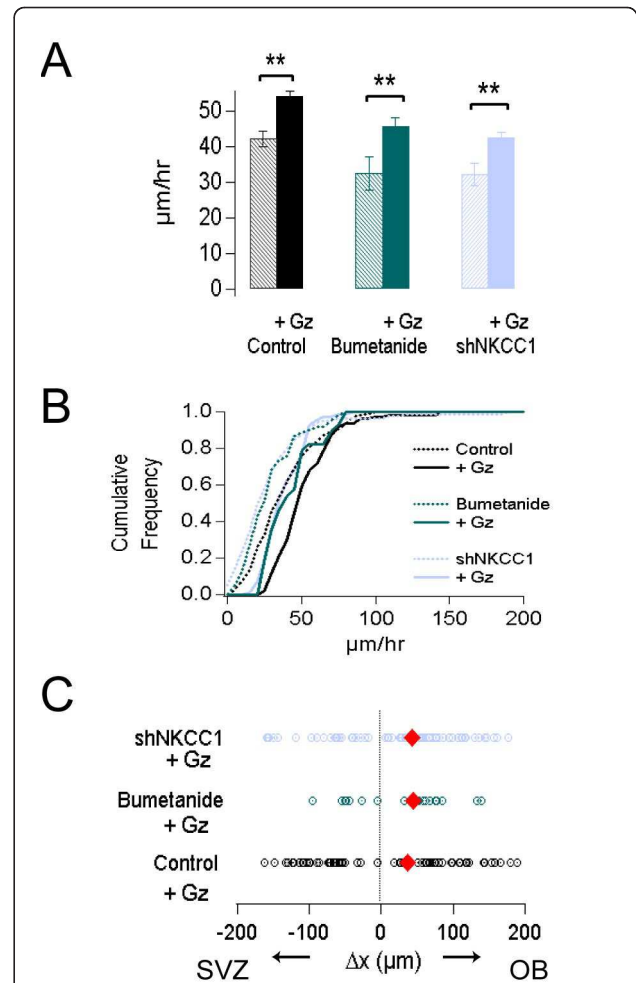 A
** ** **
50
40
30
20
10
0
µm/hr
+ Gz + Gz + Gz
Control Bumetanide shNKCC1
B
1.0
0.8
0.6
0.4
0.2
0.0
Cumulative
Frequency
Control
+ Gz
Bumetanide
+ Gz
shNKCC1
+ Gz
0 50 100 150 200
µm/hr
C
shNKCC1
+ Gz
Bumetanide
+ Gz
Control
+ Gz
-200 -100 0 100 200
SVZ ← Δx (µm) → OB